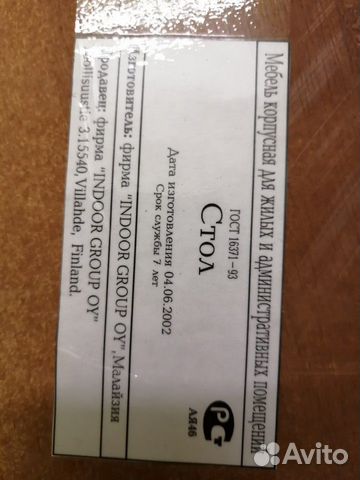 Мебель корпусная для жилых и административных помещений
ГОСТ 16371-93
Стол
РС
АЯ46
Дата изготовления 04.06.2002
Срок службы 7 лет
Изготовитель: фирма "INDOOR GROUP OY", Малайзия
Продавец: фирма "INDOOR GROUP OY"
3.15540, Villahde, Finland.
Avito